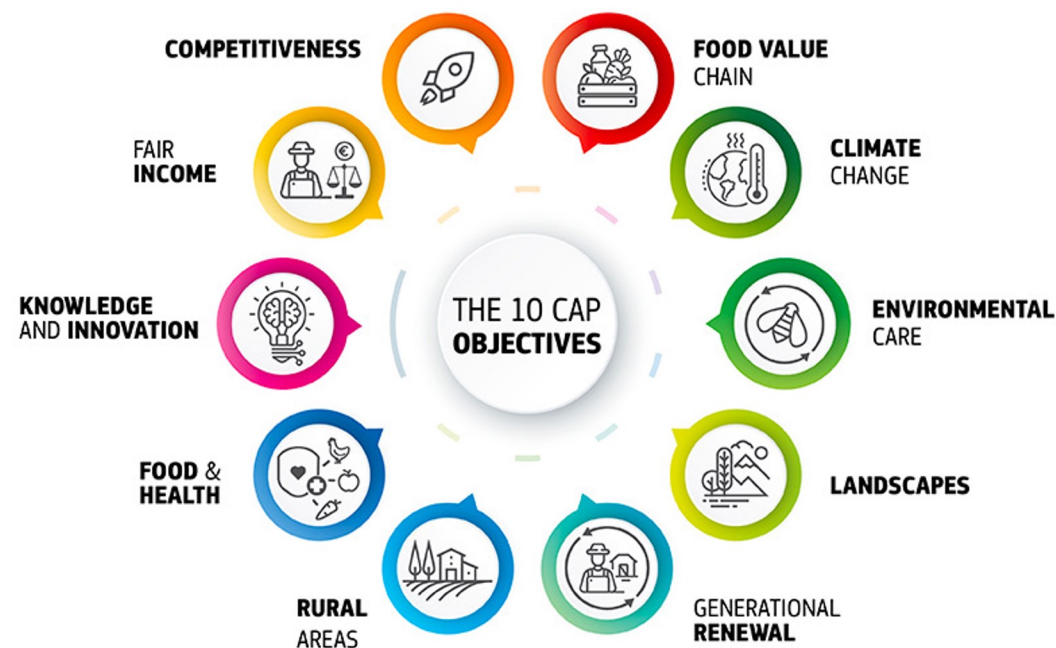 COMPETITIVENESS
FOOD VALUE
CHAIN
FAIR
INCOME
CLIMATE
CHANGE
KNOWLEDGE
AND INNOVATION
THE 10 CAP
OBJECTIVES
ENVIRONMENTAL
CARE
FOOD &
HEALTH
LANDSCAPES
RURAL
AREAS
GENERATIONAL
RENEWAL